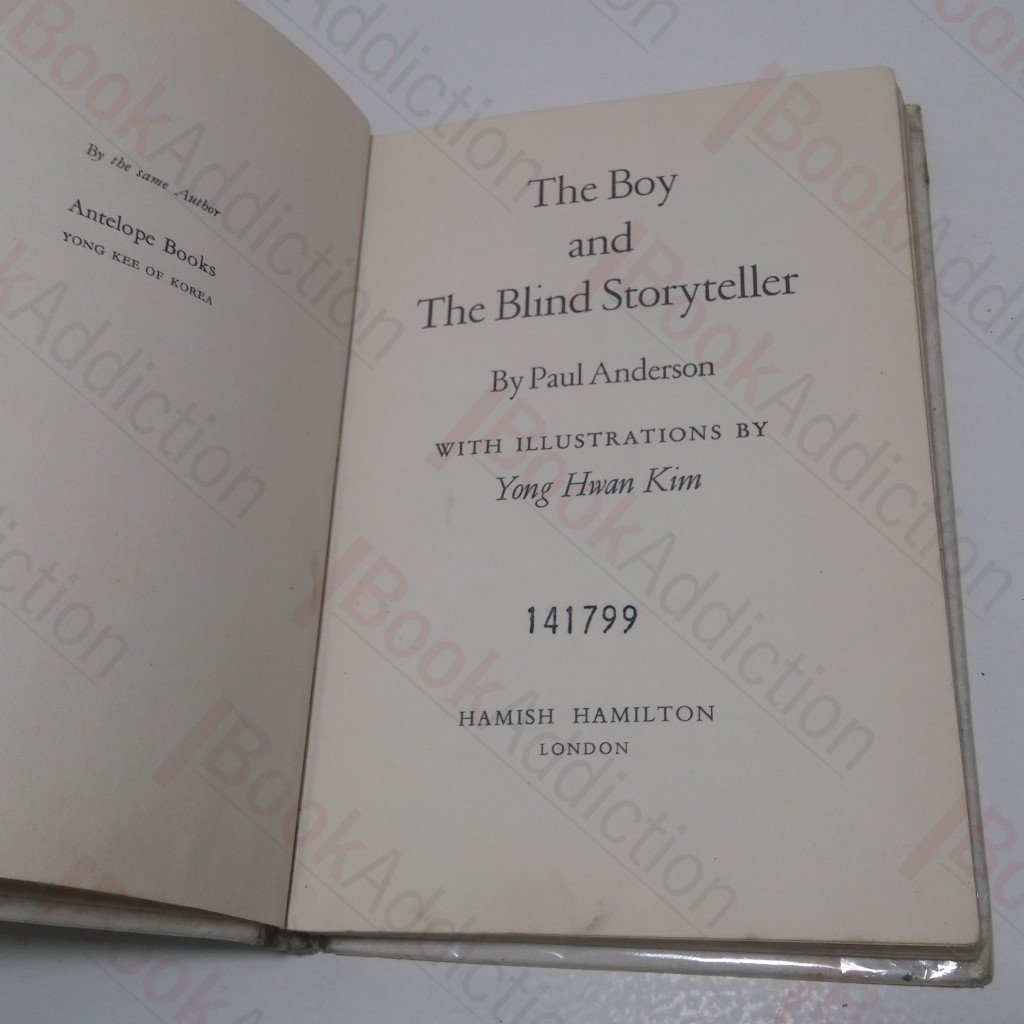 By the same Author
Antelope Books
YONG KEE OF KOREA
The Boy
and
The Blind Storyteller
By Paul Anderson
WITH ILLUSTRATIONS BY
Yong Hwan Kim
141799
HAMISH HAMILTON
LONDON
BookAddiction